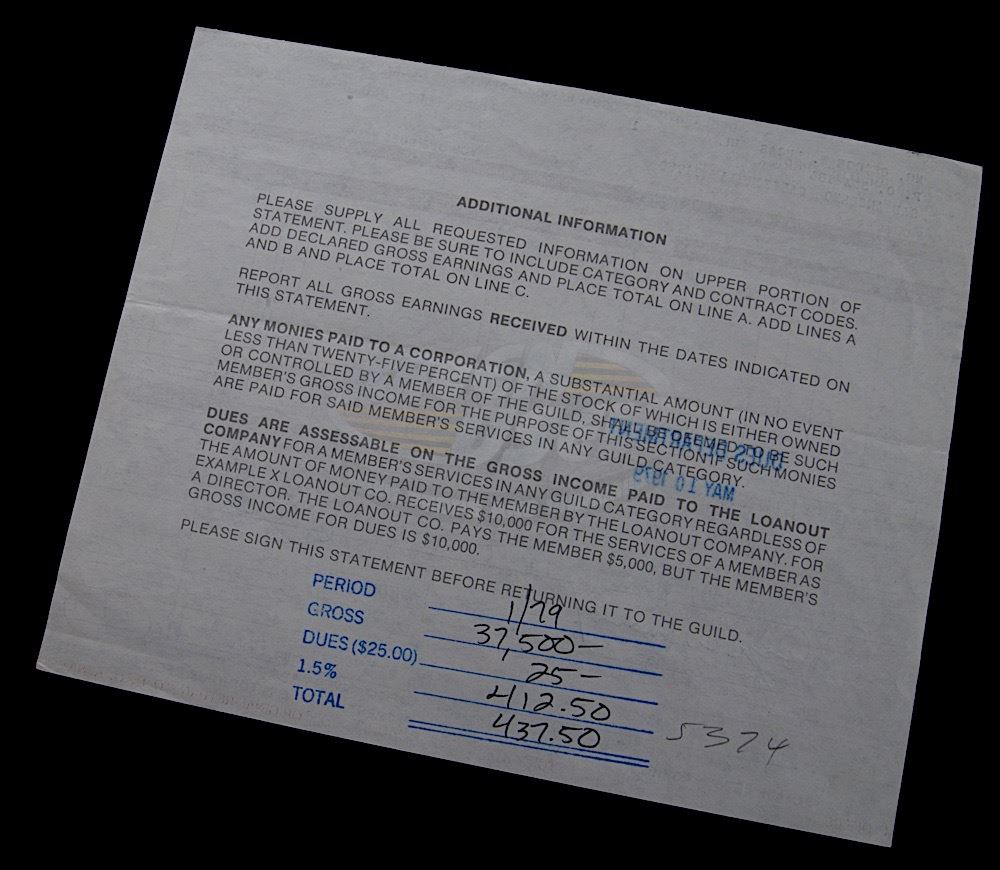 ADDITIONAL INFORMATION
PLEASE SUPPLY ALL REQUESTED INFORMATION ON UPPER PORTION OF
STATEMENT. PLEASE BE SURE TO INCLUDE CATEGORY AND CONTRACT CODES.
ADD DECLARED GROSS EARNINGS AND PLACE TOTAL ON LINE A. ADD LINES A
AND B AND PLACE TOTAL ON LINE C.
REPORT ALL GROSS EARNINGS RECEIVED WITHIN THE DATES INDICATED ON
THIS STATEMENT.
ANY MONIES PAID TO A CORPORATION, A SUBSTANTIAL AMOUNT (IN NO EVENT
LESS THAN TWENTY-FIVE PERCENT) OF THE STOCK OF WHICH IS EITHER OWNED
OR CONTROLLED BY A MEMBER OF THE GUILD, SHALL BE DEEMED TO BE SUCH
MEMBER'S GROSS INCOME FOR THE PURPOSE OF THIS SECTION IF SUCH MONIES
ARE PAID FOR SAID MEMBER'S SERVICES IN ANY GUILD CATEGORY.
DUES DEPARTMENT
MAY 10 1979
DUES ARE ASSESSABLE ON THE GROSS INCOME PAID TO THE LOANOUT
COMPANY FOR A MEMBER'S SERVICES IN ANY GUILD CATEGORY REGARDLESS OF
THE AMOUNT OF MONEY PAID TO THE MEMBER BY THE LOANOUT COMPANY. FOR
EXAMPLE X LOANOUT CO. RECEIVES $10,000 FOR THE SERVICES OF A MEMBER AS
A DIRECTOR. THE LOANOUT CO. PAYS THE MEMBER $5,000, BUT THE MEMBER'S
GROSS INCOME FOR DUES IS $10,000.
PLEASE SIGN THIS STATEMENT BEFORE RETURNING IT TO THE GUILD.
PERIOD 1/79
GROSS 37,500-
DUES ($25.00) 25-
1.5% 412.50
TOTAL 437.50 5374